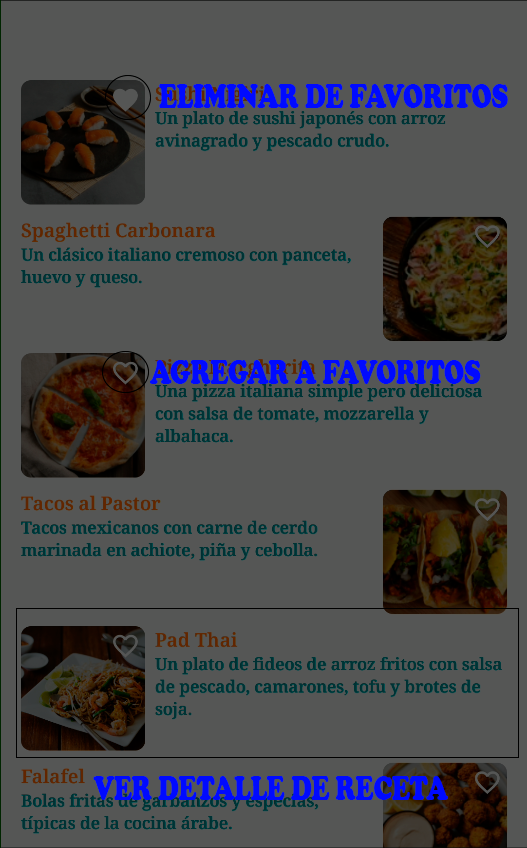 ELIMINAR DE FAVORITOS
Un plato de sushi japonés con arroz
avinagrado y pescado crudo.
Spaghetti Carbonara
Un clásico italiano cremoso con panceta,
huevo y queso.
AGREGAR A FAVORITOS
Una pizza italiana simple pero deliciosa
con salsa de tomate, mozzarella y
albahaca.
Tacos al Pastor
Tacos mexicanos con carne de cerdo
marinada en achiote, piña y cebolla.
Pad Thai
Un plato de fideos de arroz fritos con salsa
de pescado, camarones, tofu y brotes de
soja.
Falafel
VER DETALLE DE RECETA
Bolas fritas de garbanzos y especias,
típicas de la cocina árabe.